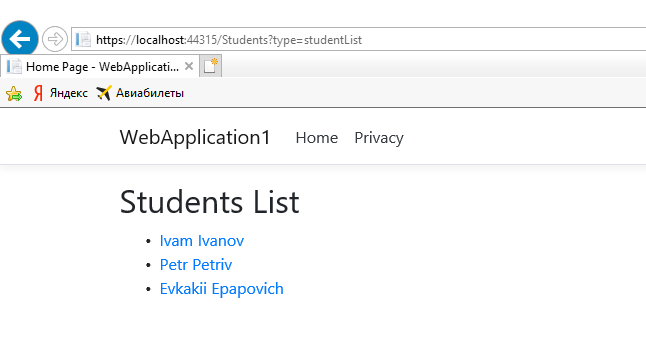 https://localhost:44315/Students?type=studentList
Home Page - WebApplicati...
Яндекс Авиабилеты
WebApplication1 Home Privacy
Students List
• Ivam Ivanov
• Petr Petriv
• Evkakii Epapovich